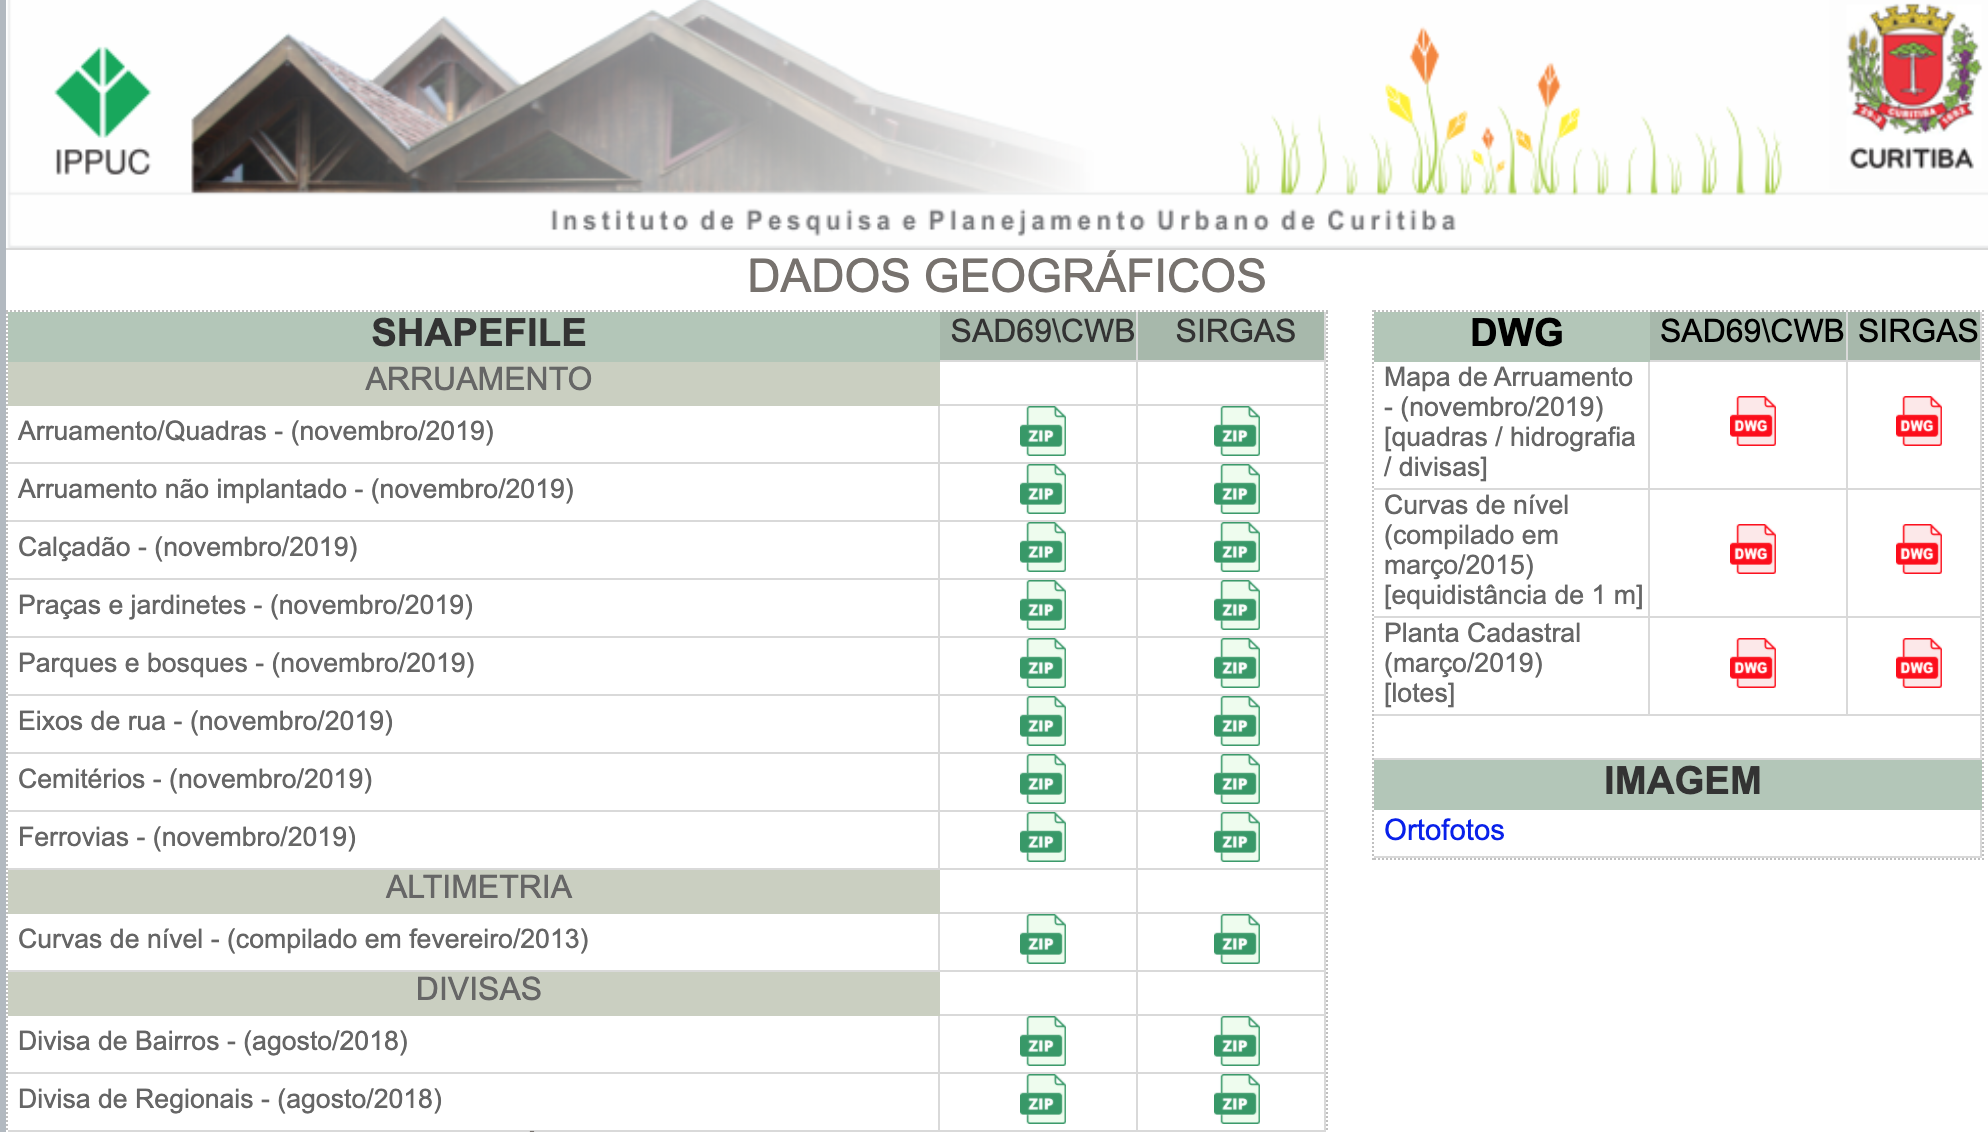 IPPUC
CURITIBA
CURITIBA
Instituto de Pesquisa e Planejamento Urbano de Curitiba
DADOS GEOGRÁFICOS
SHAPEFILE SAD69\CWB SIRGAS
ARRUAMENTO
Arruamento/Quadras - (novembro/2019) ZIP ZIP
Arruamento não implantado - (novembro/2019) ZIP ZIP
Calçadão - (novembro/2019) ZIP ZIP
Praças e jardinetes - (novembro/2019) ZIP ZIP
Parques e bosques - (novembro/2019) ZIP ZIP
Eixos de rua - (novembro/2019) ZIP ZIP
Cemitérios - (novembro/2019) ZIP ZIP
Ferrovias - (novembro/2019) ZIP ZIP
ALTIMETRIA
Curvas de nível - (compilado em fevereiro/2013) ZIP ZIP
DIVISAS
Divisa de Bairros - (agosto/2018) ZIP ZIP
Divisa de Regionais - (agosto/2018) ZIP ZIP
DWG SAD69\CWB SIRGAS
Mapa de Arruamento
- (novembro/2019) DWG DWG
[quadras / hidrografia
/ divisas]
Curvas de nível
(compilado em DWG DWG
março/2015)
[equidistância de 1 m]
Planta Cadastral
(março/2019) DWG DWG
[lotes]
IMAGEM
Ortofotos